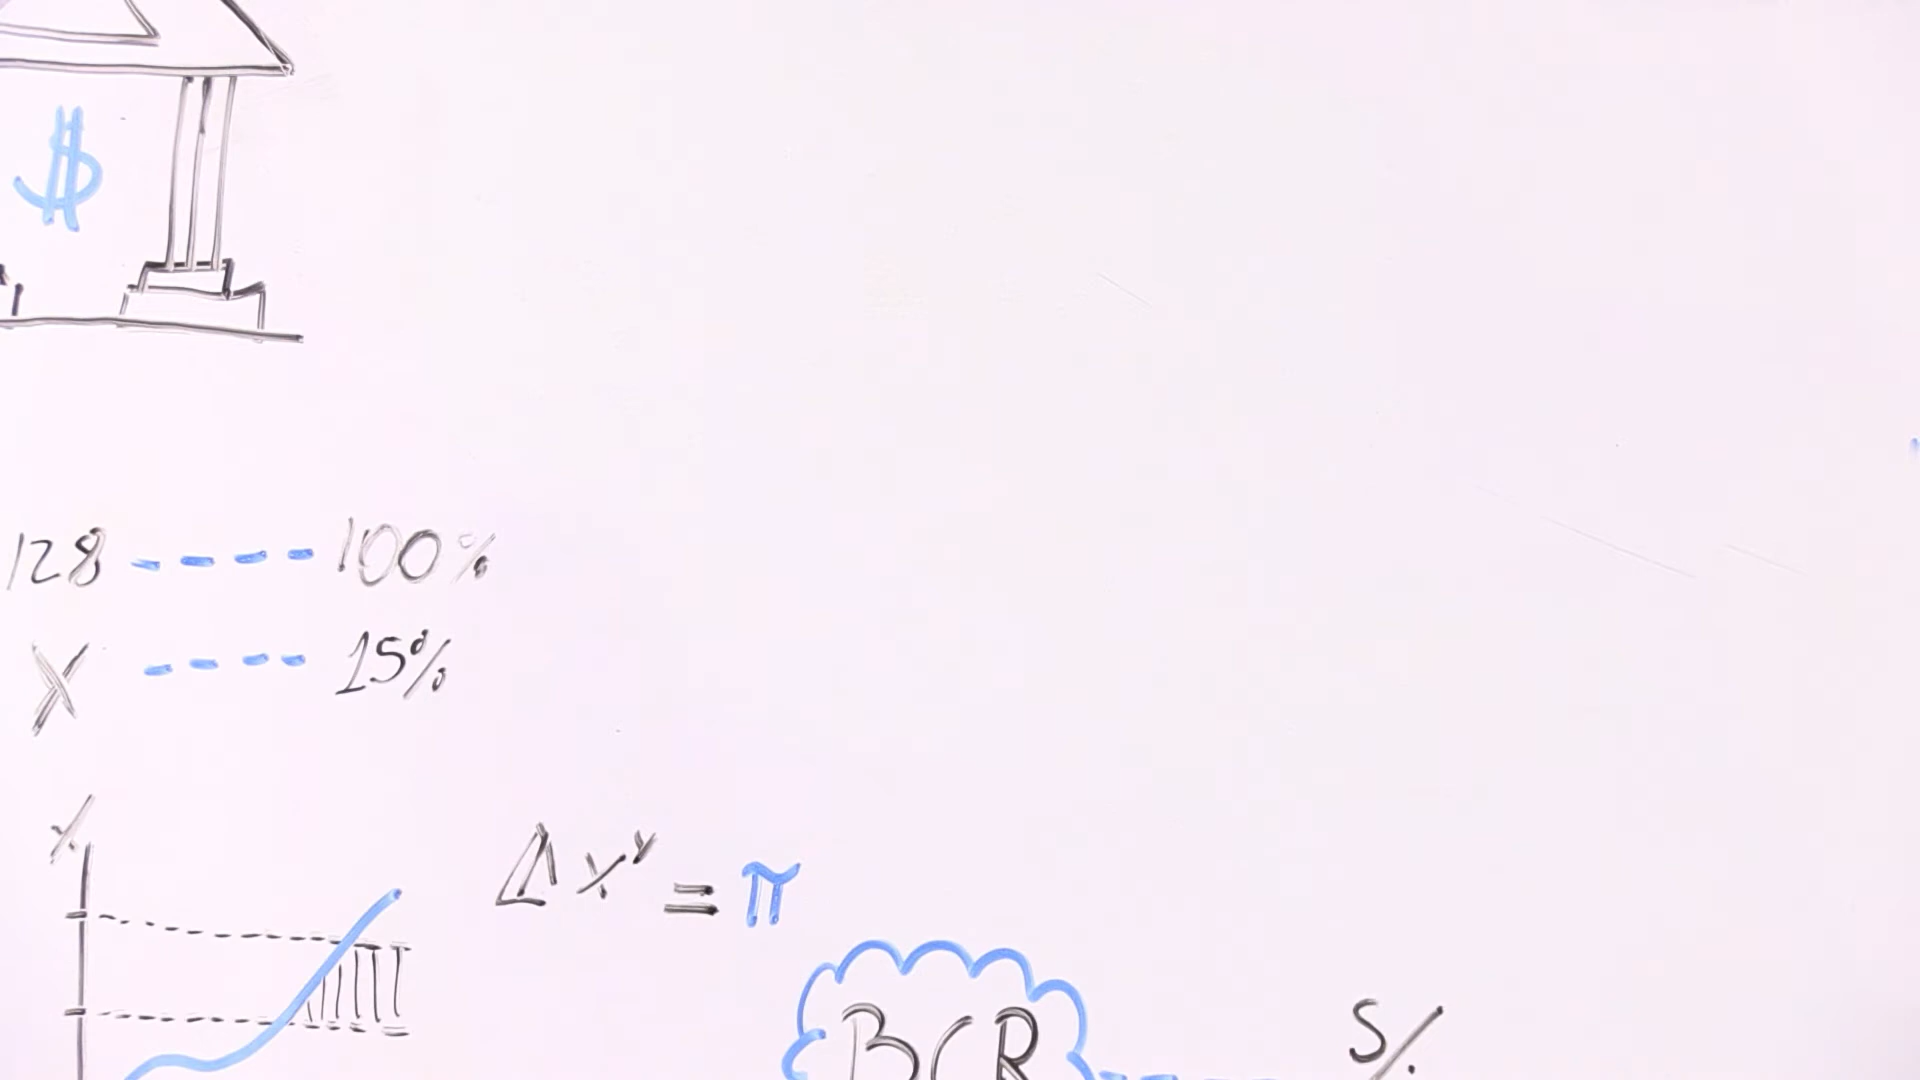 $
128 ---- 100%
X ---- 15%
%
Δxʸ = π
BCR
S/.